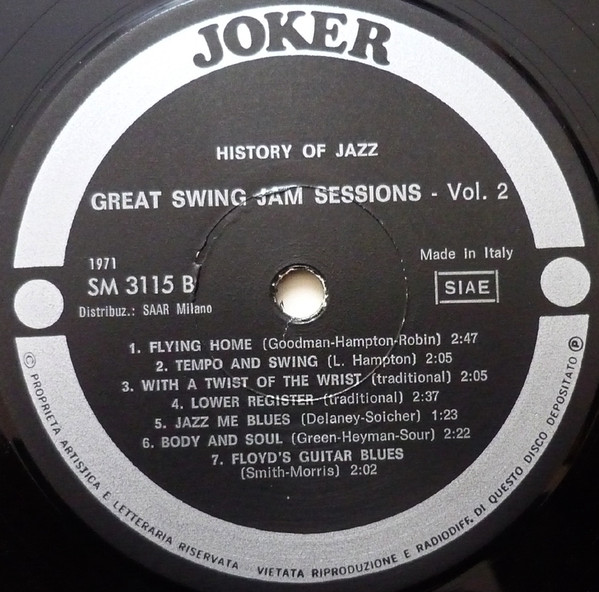 JOKER
HISTORY OF JAZZ
GREAT SWING JAM SESSIONS - Vol. 2
1971
SM 3115 B
Distribuz.: SAAR Milano
Made in Italy
SIAE
1. FLYING HOME (Goodman-Hampton-Robin) 2:47
2. TEMPO AND SWING (L. Hampton) 2:05
3. WITH A TWIST OF THE WRIST (traditional) 2:05
4. LOWER REGISTER (traditional) 2:37
5. JAZZ ME BLUES (Delaney-Soicher) 1:23
6. BODY AND SOUL (Green-Heyman-Sour) 2:22
7. FLOYD'S GUITAR BLUES
(Smith-Morris) 2:02
© PROPRIETA ARTISTICA E LETTERARIA RISERVATA - VIETATA RIPRODUZIONE E RADIODIFF. DI QUESTO DISCO DEPOSITATO ℗